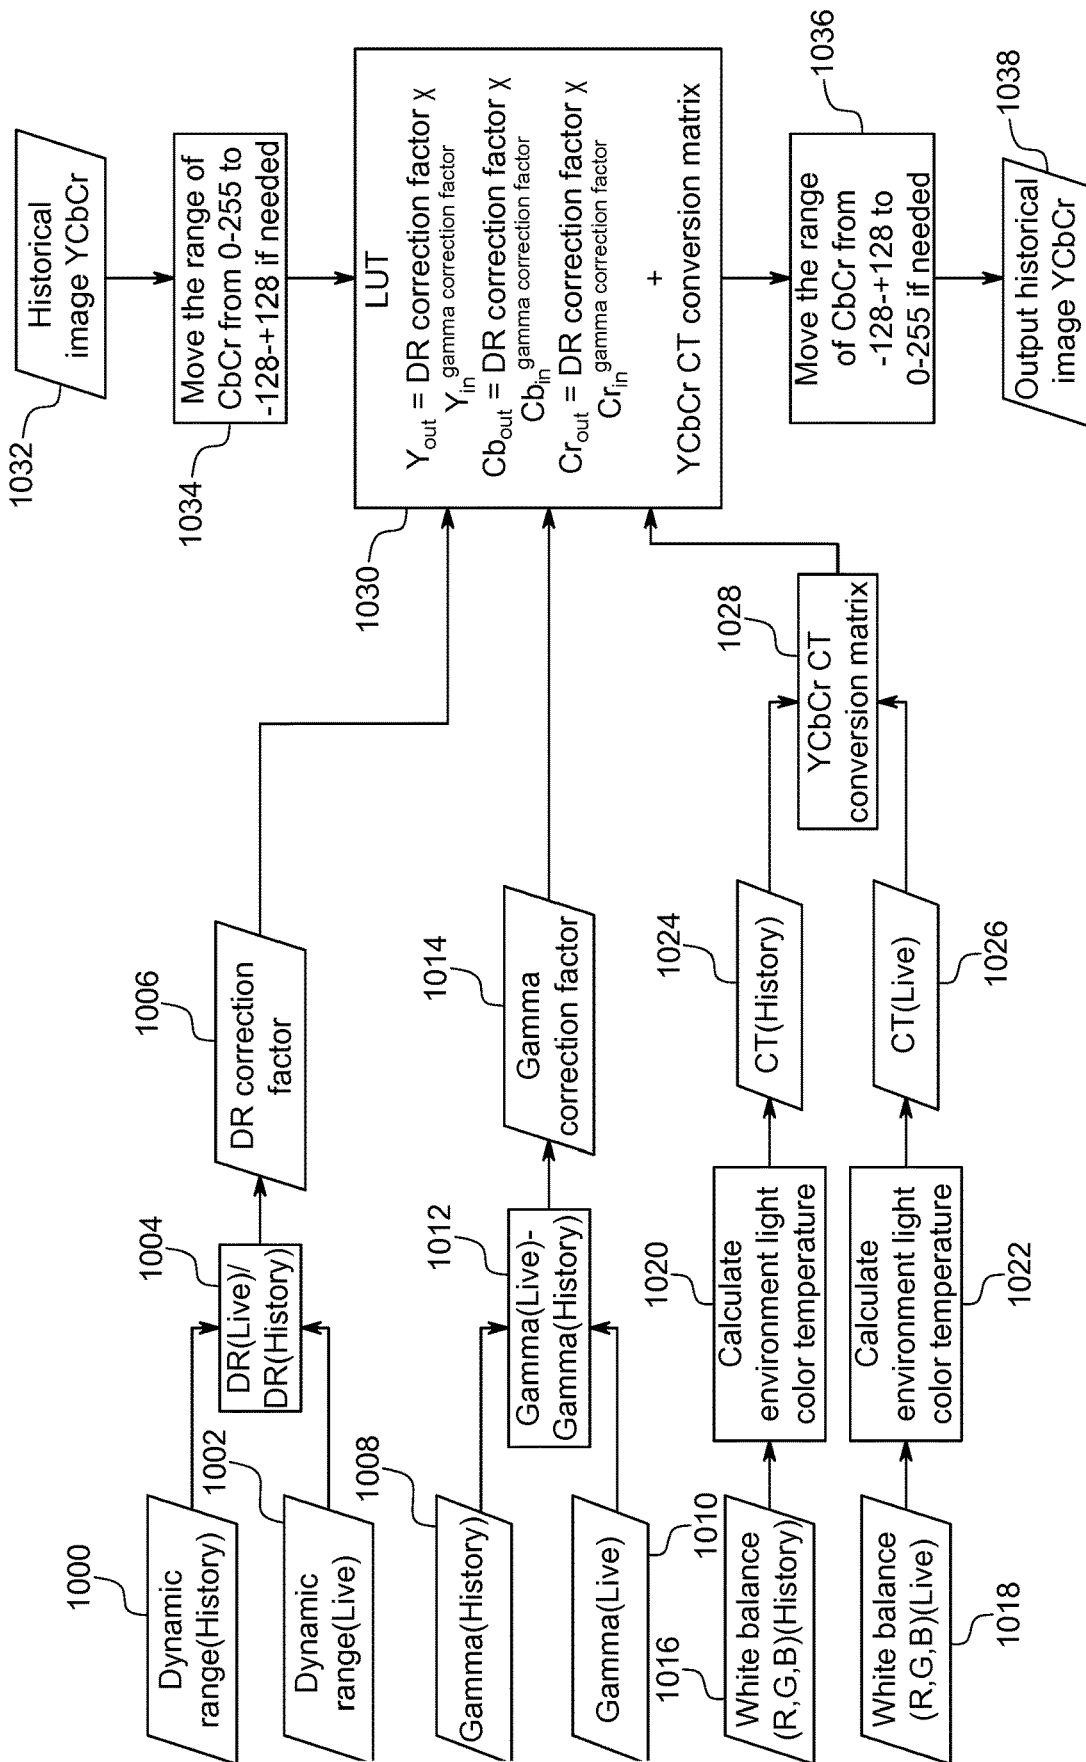 1000
Dynamic
range(History)
1002
Dynamic
range(Live)
1004
DR(Live)/
DR(History)
1006
DR correction
factor
1008
Gamma(History)
1010
Gamma(Live)
1012
Gamma(Live)-
Gamma(History)
1014
Gamma
correction factor
1016
White balance
(R,G,B)(History)
1018
White balance
(R,G,B)(Live)
1020
Calculate
environment light
color temperature
1022
Calculate
environment light
color temperature
1024
CT(History)
1026
CT(Live)
1028
YCbCr CT
conversion matrix
1032
Historical
image YCbCr
1034
Move the range of
CbCr from 0-255 to
-128-+128 if needed
1030
LUT
Yout = DR correction factor χ
Yin gamma correction factor
Cbout = DR correction factor χ
Cbin gamma correction factor
Crout = DR correction factor χ
Crin gamma correction factor
+
YCbCr CT conversion matrix
1036
Move the range
of CbCr from
-128-+128 to
0-255 if needed
1038
Output historical
image YCbCr